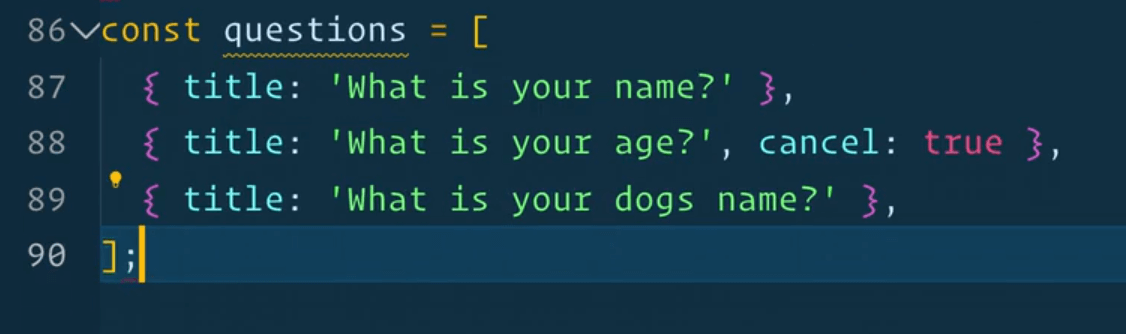 86 const questions = [
87 { title: 'What is your name?' },
88 { title: 'What is your age?', cancel: true },
89 { title: 'What is your dogs name?' },
90 ];